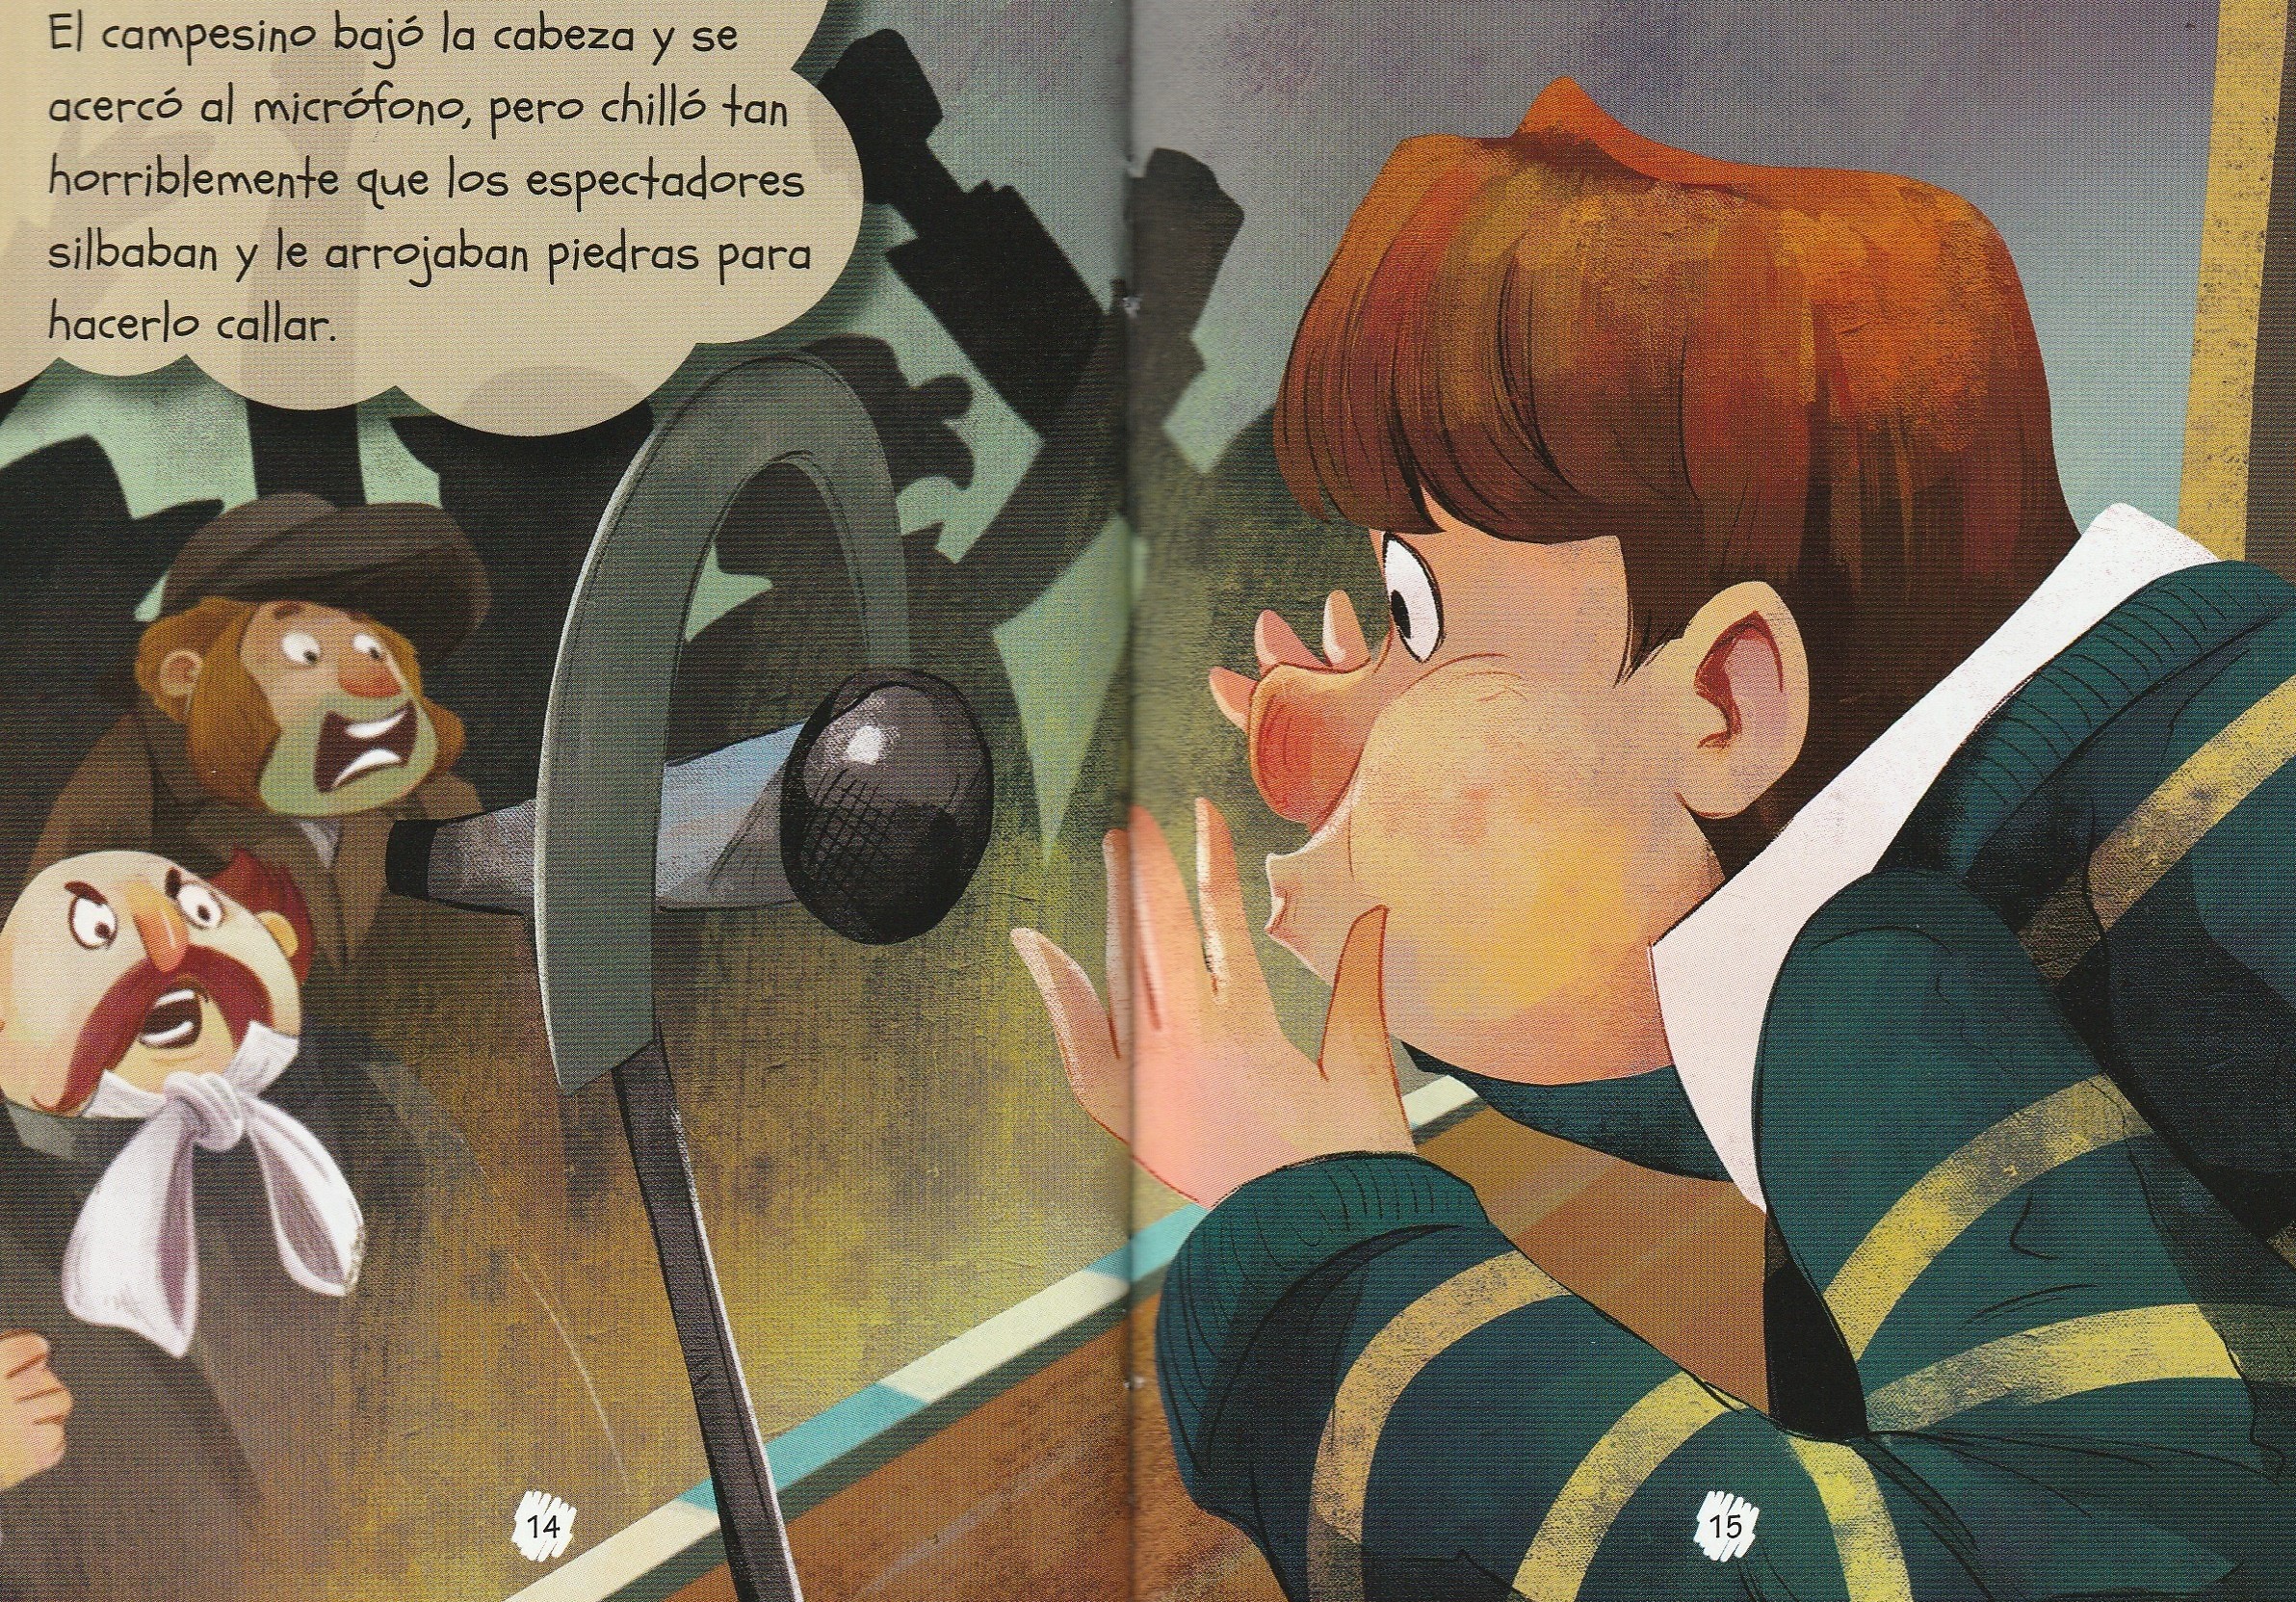 El campesino bajó la cabeza y se
acercó al micrófono, pero chilló tan
horriblemente que los espectadores
silbaban y le arrojaban piedras para
hacerlo callar.
14
15